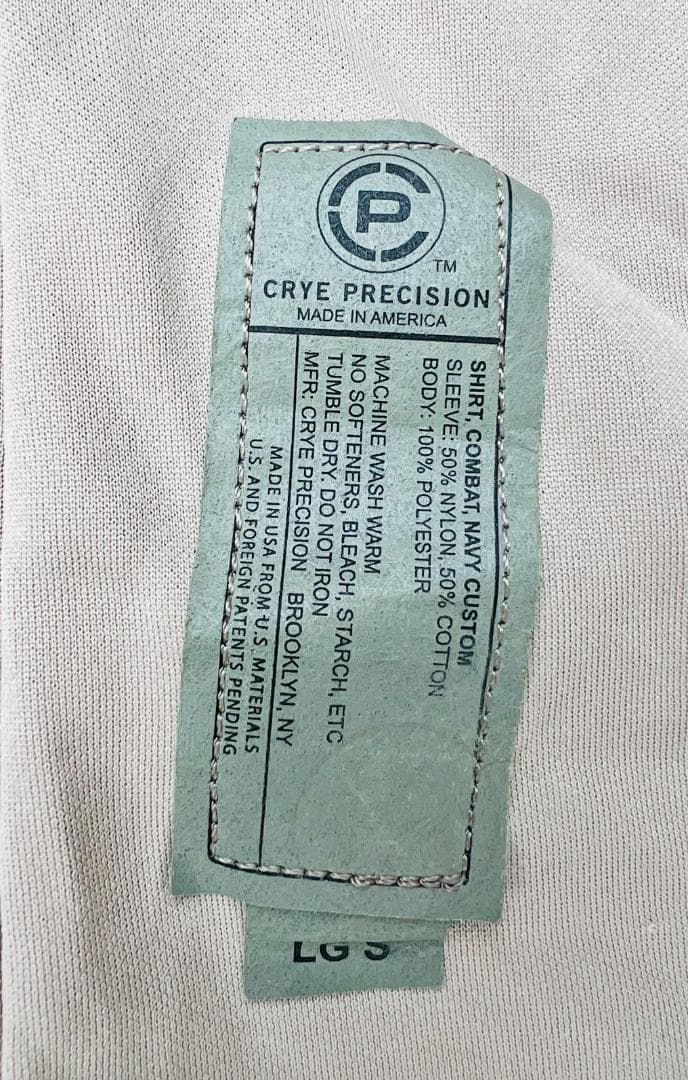 CP
TM
CRYE PRECISION
MADE IN AMERICA
SHIRT, COMBAT, NAVY CUSTOM
SLEEVE: 50% NYLON, 50% COTTON
BODY: 100% POLYESTER
MACHINE WASH WARM
NO SOFTENERS, BLEACH, STARCH, ETC
TUMBLE DRY. DO NOT IRON
MFR: CRYE PRECISION BROOKLYN, NY
MADE IN USA FROM U.S. MATERIALS
U.S. AND FOREIGN PATENTS PENDING
LG S